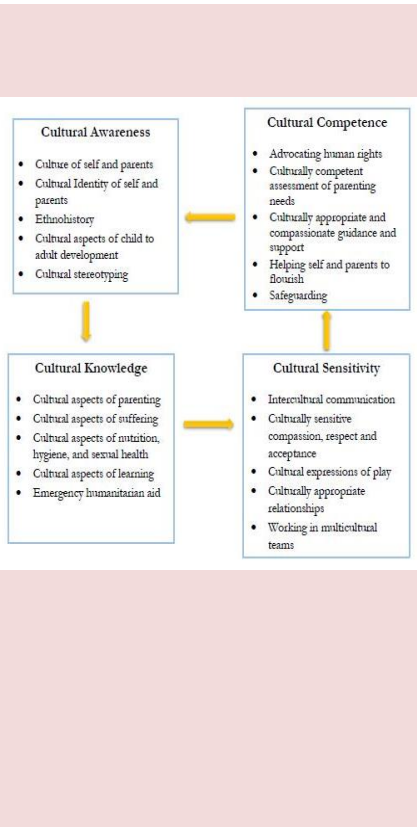 Cultural Awareness
• Culture of self and parents
• Cultural Identity of self and
parents
• Ethnohistory
• Cultural aspects of child to
adult development
• Cultural stereotyping
Cultural Competence
• Advocating human rights
• Culturally competent
assessment of parenting
needs
• Culturally appropriate and
compassionate guidance and
support
• Helping self and parents to
flourish
• Safeguarding
Cultural Knowledge
• Cultural aspects of parenting
• Cultural aspects of suffering
• Cultural aspects of nutrition,
hygiene, and sexual health
• Cultural aspects of learning
• Emergency humanitarian aid
Cultural Sensitivity
• Intercultural communication
• Culturally sensitive
compassion, respect and
acceptance
• Cultural expressions of play
• Culturally appropriate
relationships
• Working in multicultural
teams